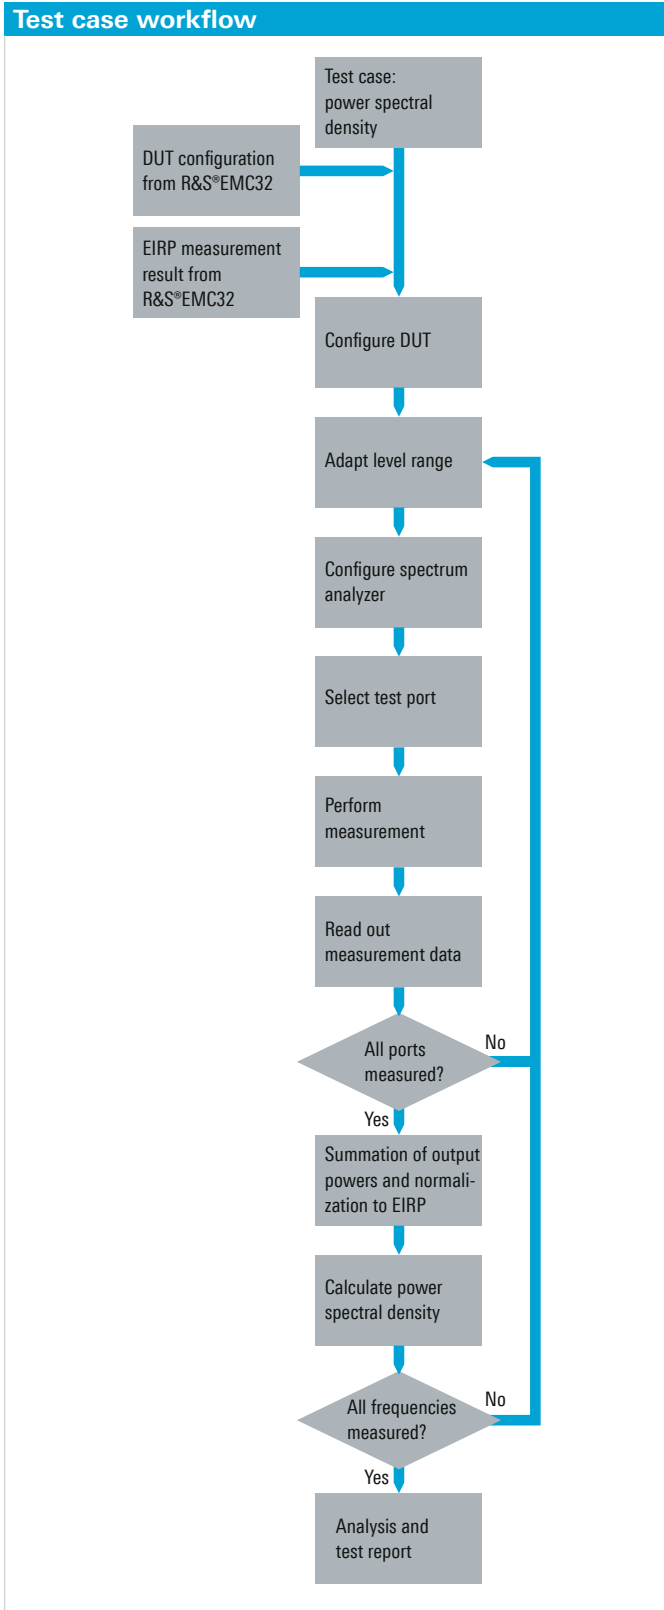 Test case workflow
Test case:
power spectral
density
DUT configuration
from R&S®EMC32
EIRP measurement
result from
R&S®EMC32
Configure DUT
Adapt level range
Configure spectrum
analyzer
Select test port
Perform
measurement
Read out
measurement data
All ports
measured?
No
Yes
Summation of output
powers and normali-
zation to EIRP
Calculate power
spectral density
All frequencies
measured?
No
Yes
Analysis and
test report